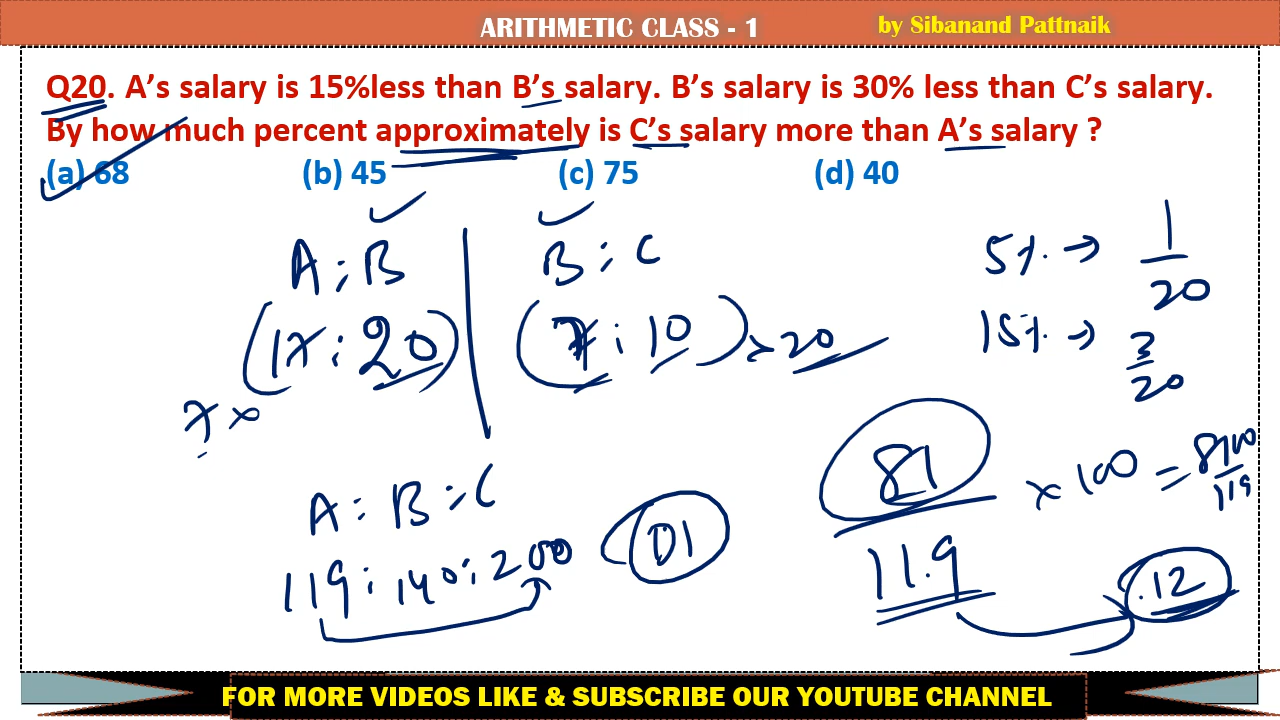 ARITHMETIC CLASS - 1
by Sibanand Pattnaik
Q20. A’s salary is 15%less than B’s salary. B’s salary is 30% less than C’s salary.
By how much percent approximately is C’s salary more than A’s salary ?
(a) 68 (b) 45 (c) 75 (d) 40
A : B
B : C
5% → 1/20
(17 : 20)
(7 : 10) × 20
15% → 3/20
7 ×
81/11.9 × 100 = 8100/119
A : B : C
119 : 140 : 200
.12
FOR MORE VIDEOS LIKE & SUBSCRIBE OUR YOUTUBE CHANNEL